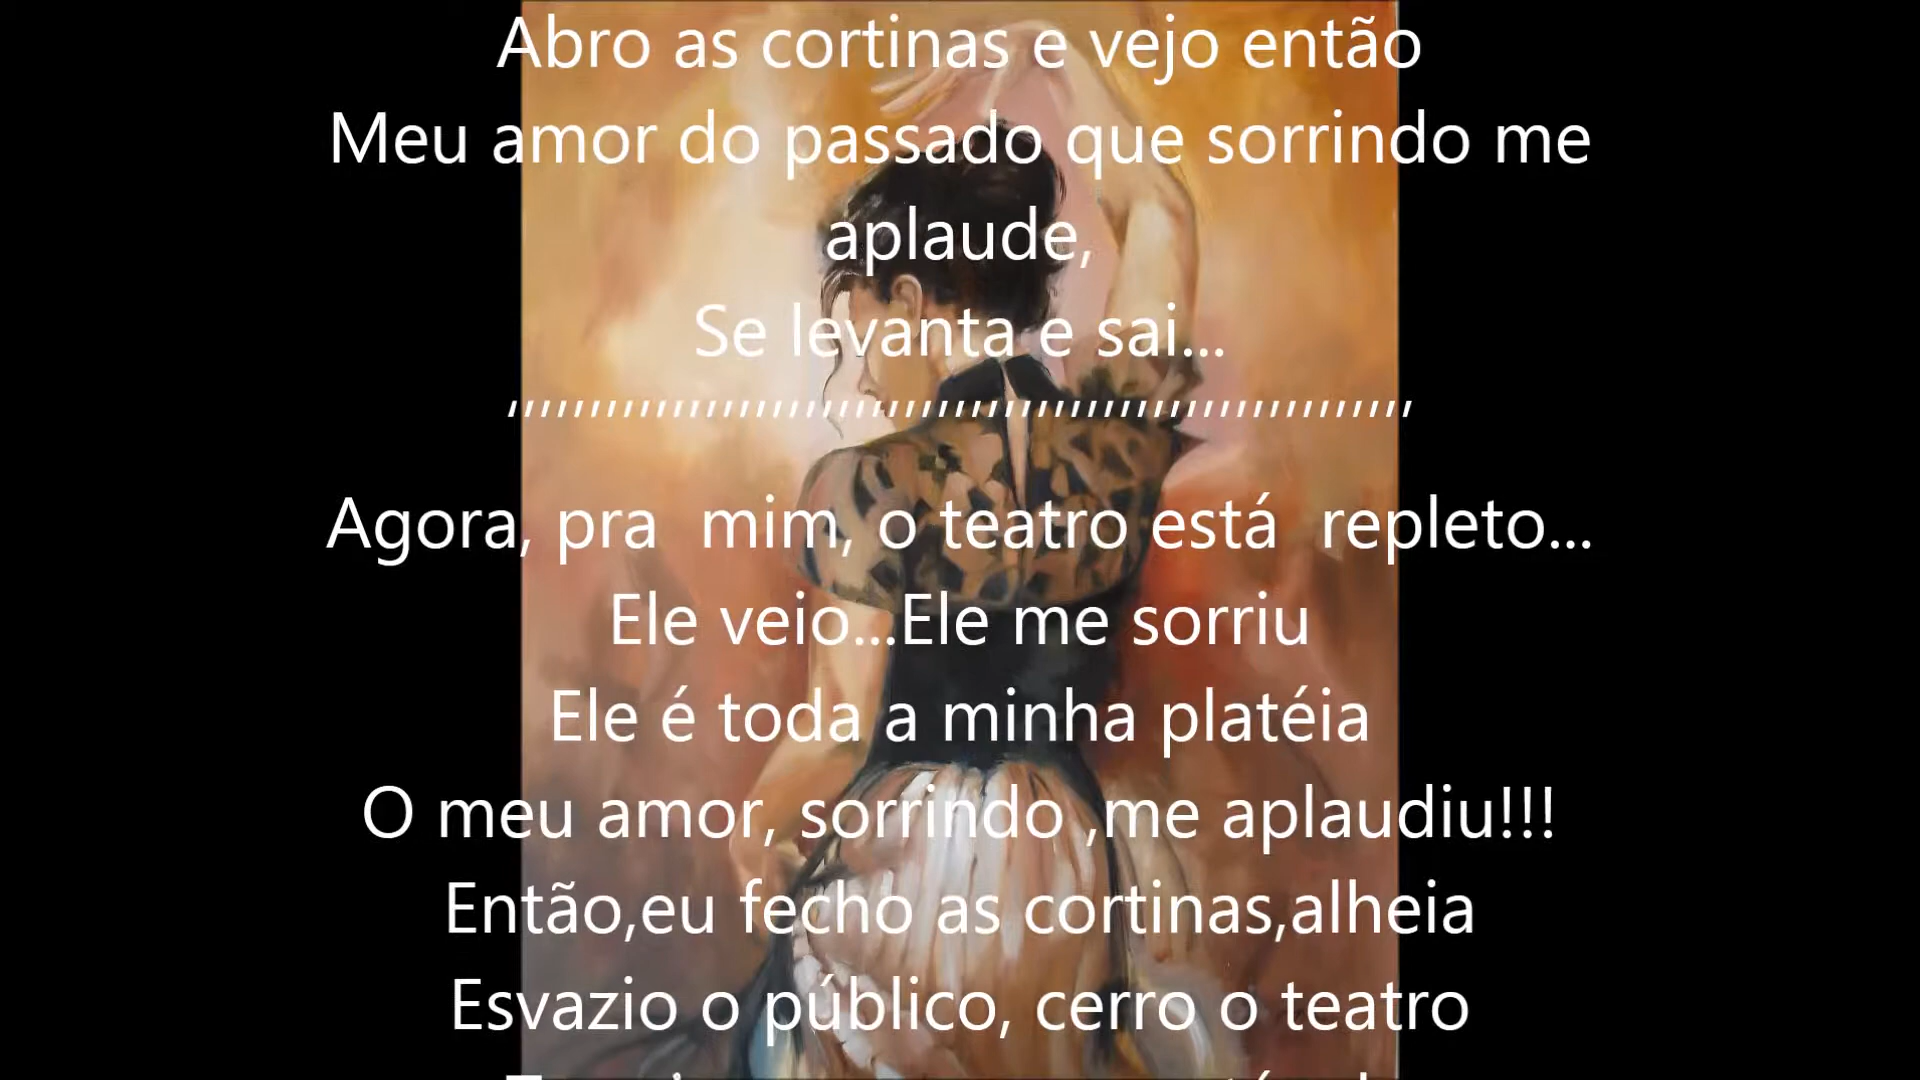 Abro as cortinas e vejo então
Meu amor do passado que sorrindo me
aplaude,
Se levanta e sai...
,,,,,,,,,,,,,,,,,,,,,,,,,,,,,,,,,,,,,,,,,,,,,,,,,,,,,,,
Agora, pra  mim, o teatro está  repleto...
Ele veio...Ele me sorriu
Ele é toda a minha platéia
O meu amor, sorrindo ,me aplaudiu!!!
Então,eu fecho as cortinas,alheia
Esvazio o público, cerro o teatro